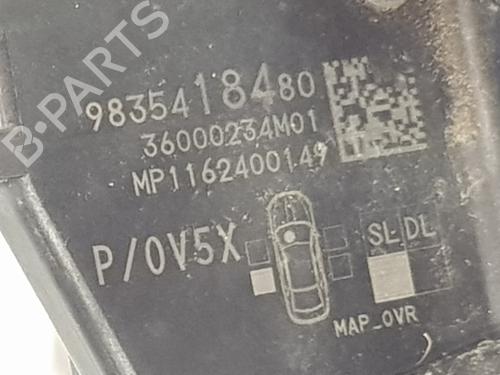 B-PARTS
9835418480
36000234M01
MP1162400149
P/0V5X
SL DL
MAP_OVR